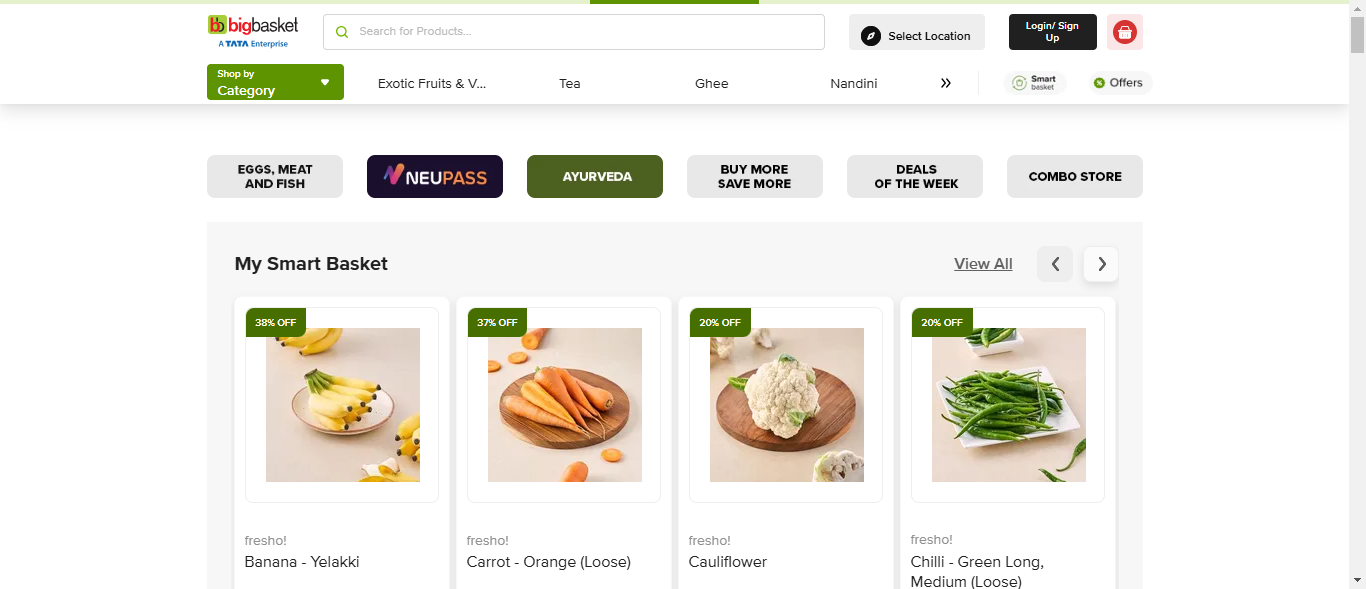 bb bigbasket
A TATA Enterprise
Search for Products...
Select Location
Login/ Sign
Up
Shop by
Category
Exotic Fruits & V...
Tea
Ghee
Nandini
Smart
basket
Offers
EGGS, MEAT
AND FISH
NEUPASS
AYURVEDA
BUY MORE
SAVE MORE
DEALS
OF THE WEEK
COMBO STORE
My Smart Basket
View All
38% OFF
37% OFF
20% OFF
20% OFF
fresho!
Banana - Yelakki
fresho!
Carrot - Orange (Loose)
fresho!
Cauliflower
fresho!
Chilli - Green Long,
Medium (Loose)